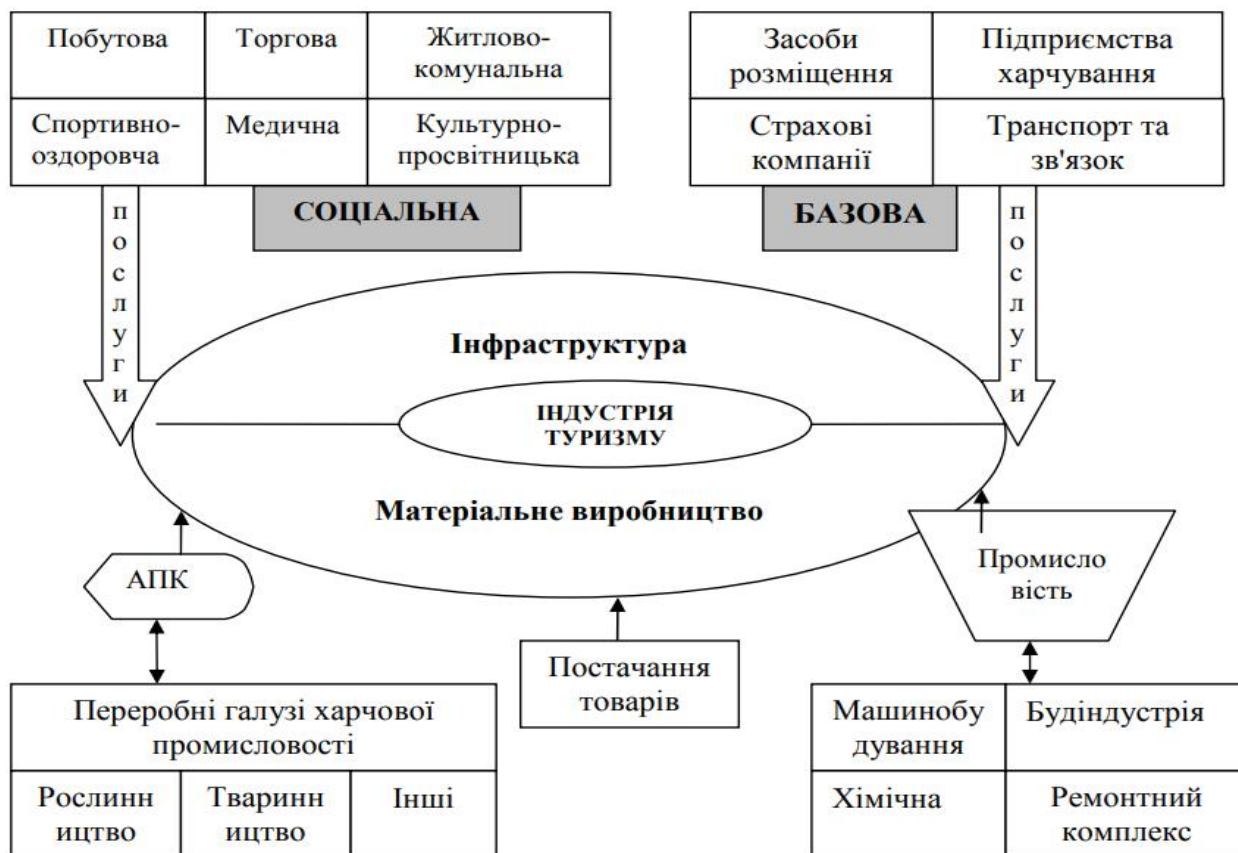 Побутова
Торгова
Житлово-
комунальна
Спортивно-
оздоровча
Медична
Культурно-
просвітницька
Засоби
розміщення
Підприємства
харчування
Страхові
компанії
Транспорт та
зв'язок
СОЦІАЛЬНА
БАЗОВА
послуги
послуги
Інфраструктура
ІНДУСТРІЯ
ТУРИЗМУ
Матеріальне виробництво
АПК
Промисло
вість
Постачання
товарів
Переробні галузі харчової
промисловості
Рослинн
ицтво
Тваринн
ицтво
Інші
Машинобу
дування
Будіндустрія
Хімічна
Ремонтний
комплекс